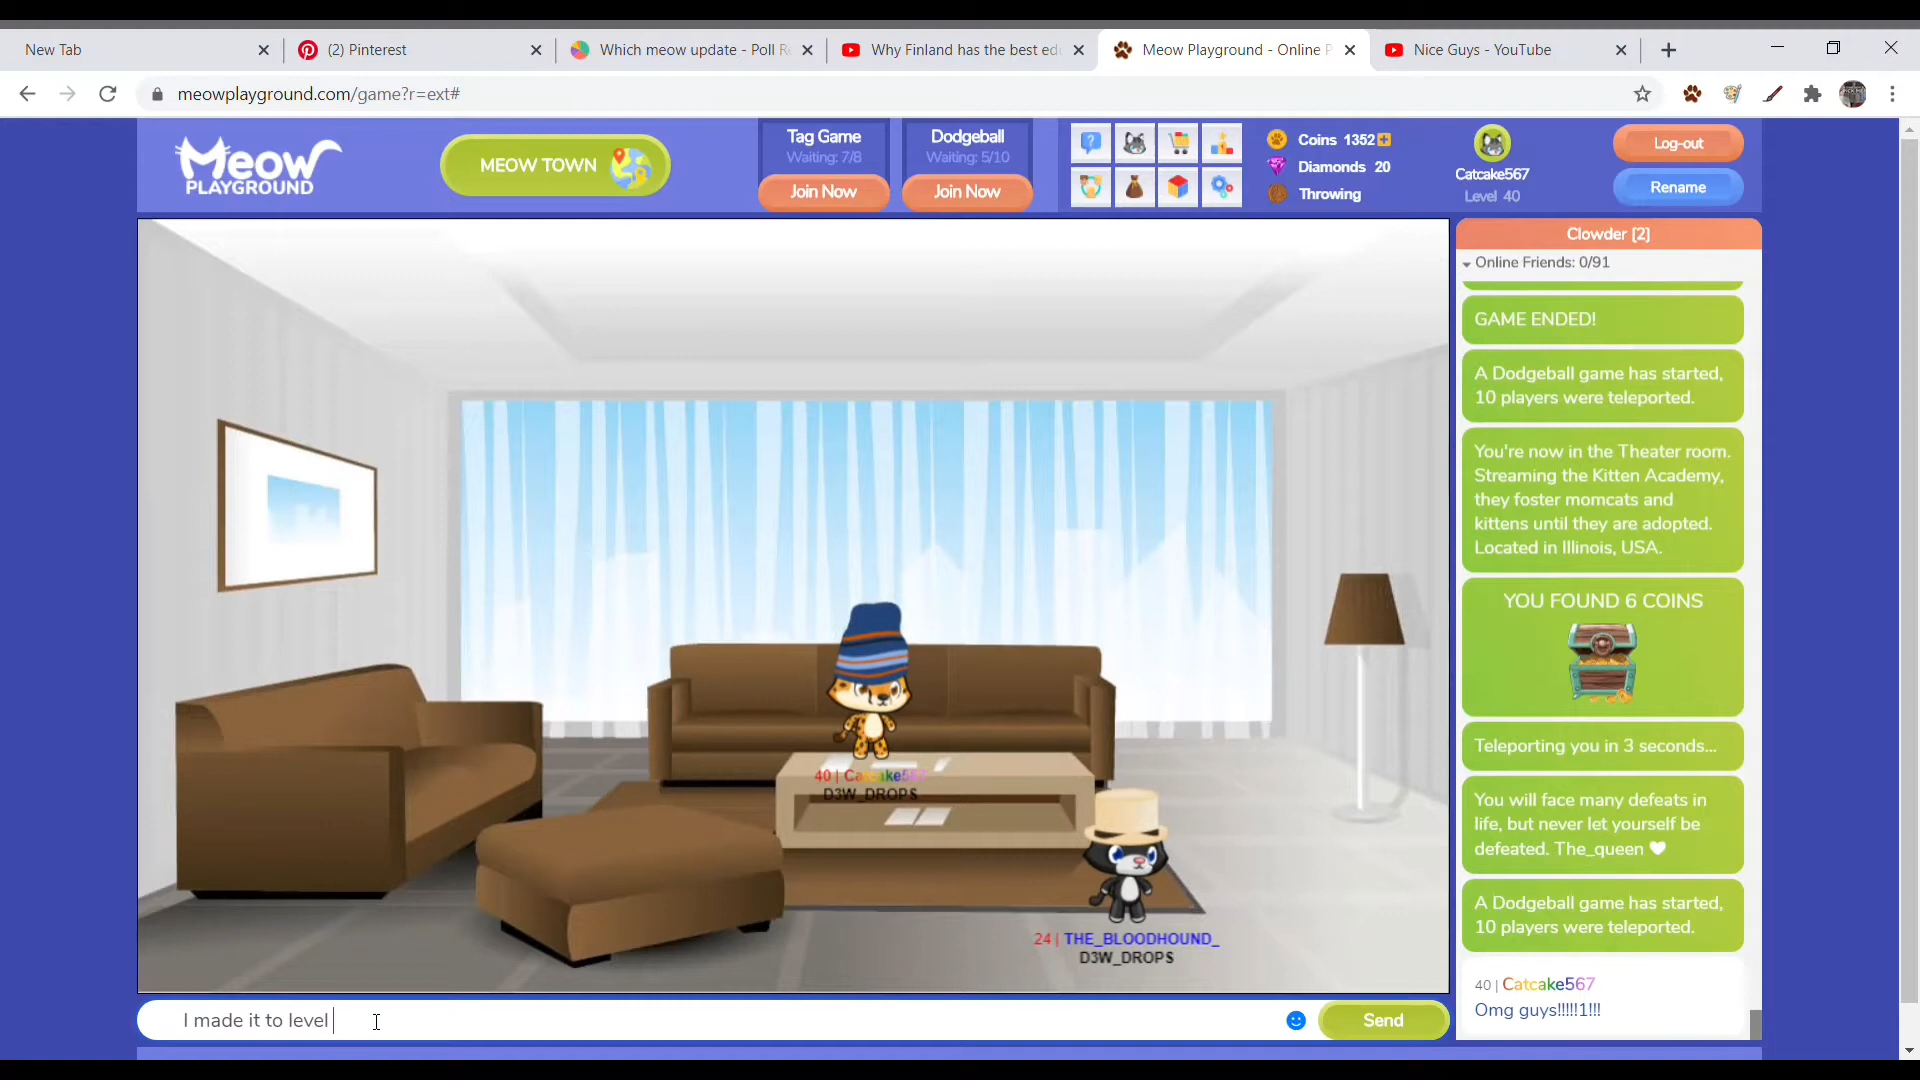 New Tab
(2) Pinterest
Which meow update - Poll Re
Why Finland has the best edu
Meow Playground - Online P
Nice Guys - YouTube
meowplayground.com/game?r=ext#
Meow
PLAYGROUND
MEOW TOWN
Tag Game
Waiting: 7/8
Join Now
Dodgeball
Waiting: 5/10
Join Now
Coins 1352
Diamonds 20
Throwing
Catcake567
Level 40
Log-out
Rename
Clowder [2]
Online Friends: 0/91
GAME ENDED!
A Dodgeball game has started,
10 players were teleported.
You're now in the Theater room.
Streaming the Kitten Academy,
they foster momcats and
kittens until they are adopted.
Located in Illinois, USA.
YOU FOUND 6 COINS
Teleporting you in 3 seconds...
You will face many defeats in
life, but never let yourself be
defeated. The_queen ♥
A Dodgeball game has started,
10 players were teleported.
40 | Catcake567
Omg guys!!!!!1!!!
40 | Catcake567
D3W_DROPS
24 | THE_BLOODHOUND_
D3W_DROPS
I made it to level
Send